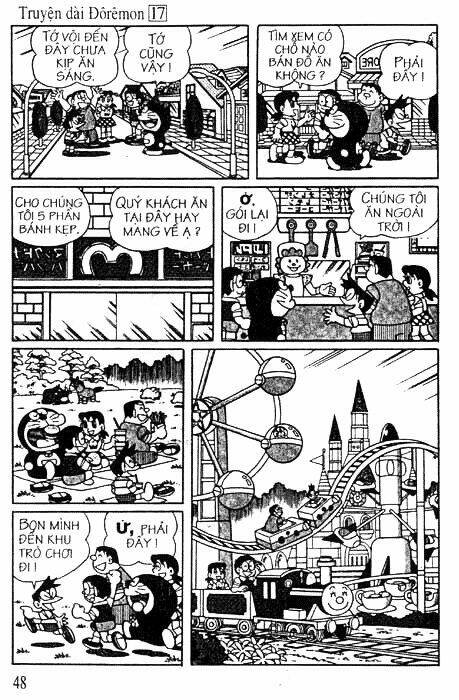 Truyện dài Đôrêmon 17
TỚ VỘI ĐẾN
ĐÂY CHƯA
KỊP ĂN
SÁNG.
TỚ
CŨNG
VẬY !
TÌM XEM CÓ
CHỖ NÀO
BÁN ĐỒ ĂN
KHÔNG ?
PHẢI
ĐẤY !
CHO CHÚNG
TÔI 5 PHẦN
BÁNH KẸP.
QUÝ KHÁCH ĂN
TẠI ĐÂY HAY
MANG VỀ Ạ ?
Ờ,
GÓI LẠI
ĐI !
CHÚNG TÔI
ĂN NGOÀI
TRỜI !
BỌN MÌNH
ĐẾN KHU
TRÒ CHƠI
ĐI !
Ừ, PHẢI
ĐẤY !
48